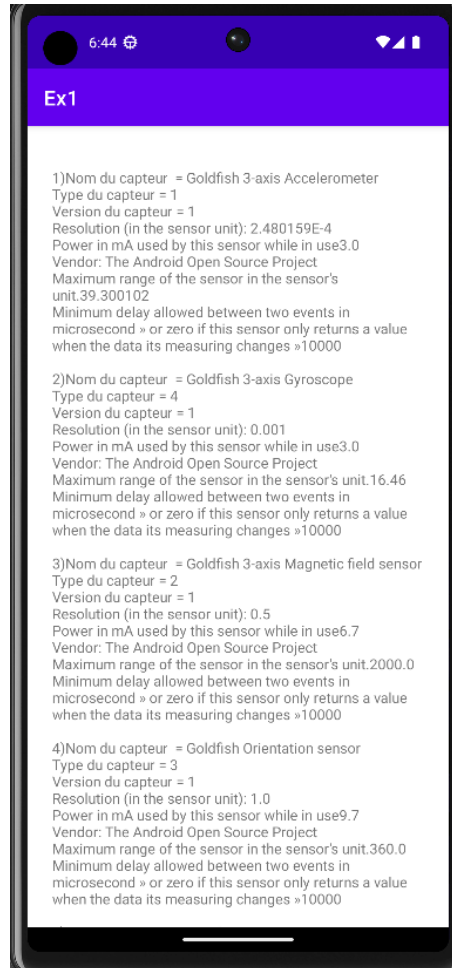 6:44
Ex1
1)Nom du capteur  = Goldfish 3-axis Accelerometer
Type du capteur = 1
Version du capteur = 1
Resolution (in the sensor unit): 2.480159E-4
Power in mA used by this sensor while in use3.0
Vendor: The Android Open Source Project
Maximum range of the sensor in the sensor's
unit.39.300102
Minimum delay allowed between two events in
microsecond » or zero if this sensor only returns a value
when the data its measuring changes »10000
2)Nom du capteur  = Goldfish 3-axis Gyroscope
Type du capteur = 4
Version du capteur = 1
Resolution (in the sensor unit): 0.001
Power in mA used by this sensor while in use3.0
Vendor: The Android Open Source Project
Maximum range of the sensor in the sensor's unit.16.46
Minimum delay allowed between two events in
microsecond » or zero if this sensor only returns a value
when the data its measuring changes »10000
3)Nom du capteur  = Goldfish 3-axis Magnetic field sensor
Type du capteur = 2
Version du capteur = 1
Resolution (in the sensor unit): 0.5
Power in mA used by this sensor while in use6.7
Vendor: The Android Open Source Project
Maximum range of the sensor in the sensor's unit.2000.0
Minimum delay allowed between two events in
microsecond » or zero if this sensor only returns a value
when the data its measuring changes »10000
4)Nom du capteur  = Goldfish Orientation sensor
Type du capteur = 3
Version du capteur = 1
Resolution (in the sensor unit): 1.0
Power in mA used by this sensor while in use9.7
Vendor: The Android Open Source Project
Maximum range of the sensor in the sensor's unit.360.0
Minimum delay allowed between two events in
microsecond » or zero if this sensor only returns a value
when the data its measuring changes »10000